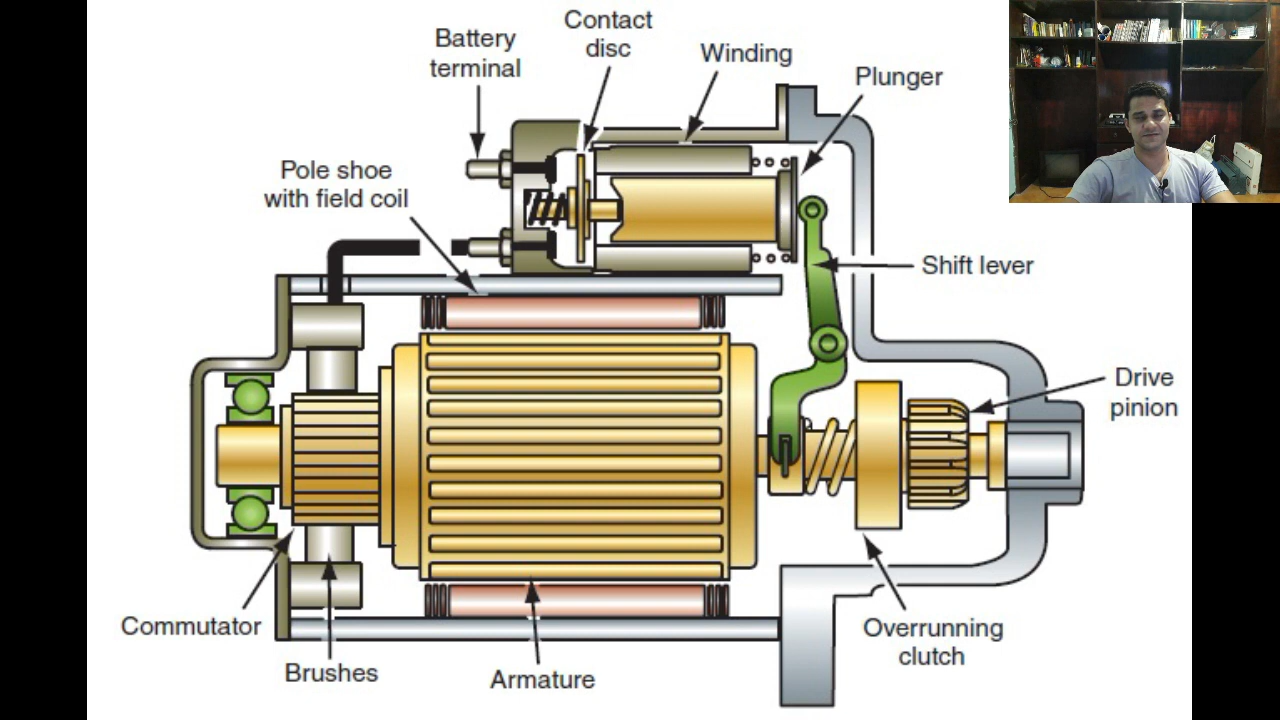 Contact
disc
Battery
terminal
Winding
Plunger
Pole shoe
with field coil
Shift lever
Drive
pinion
Commutator
Overrunning
clutch
Brushes
Armature